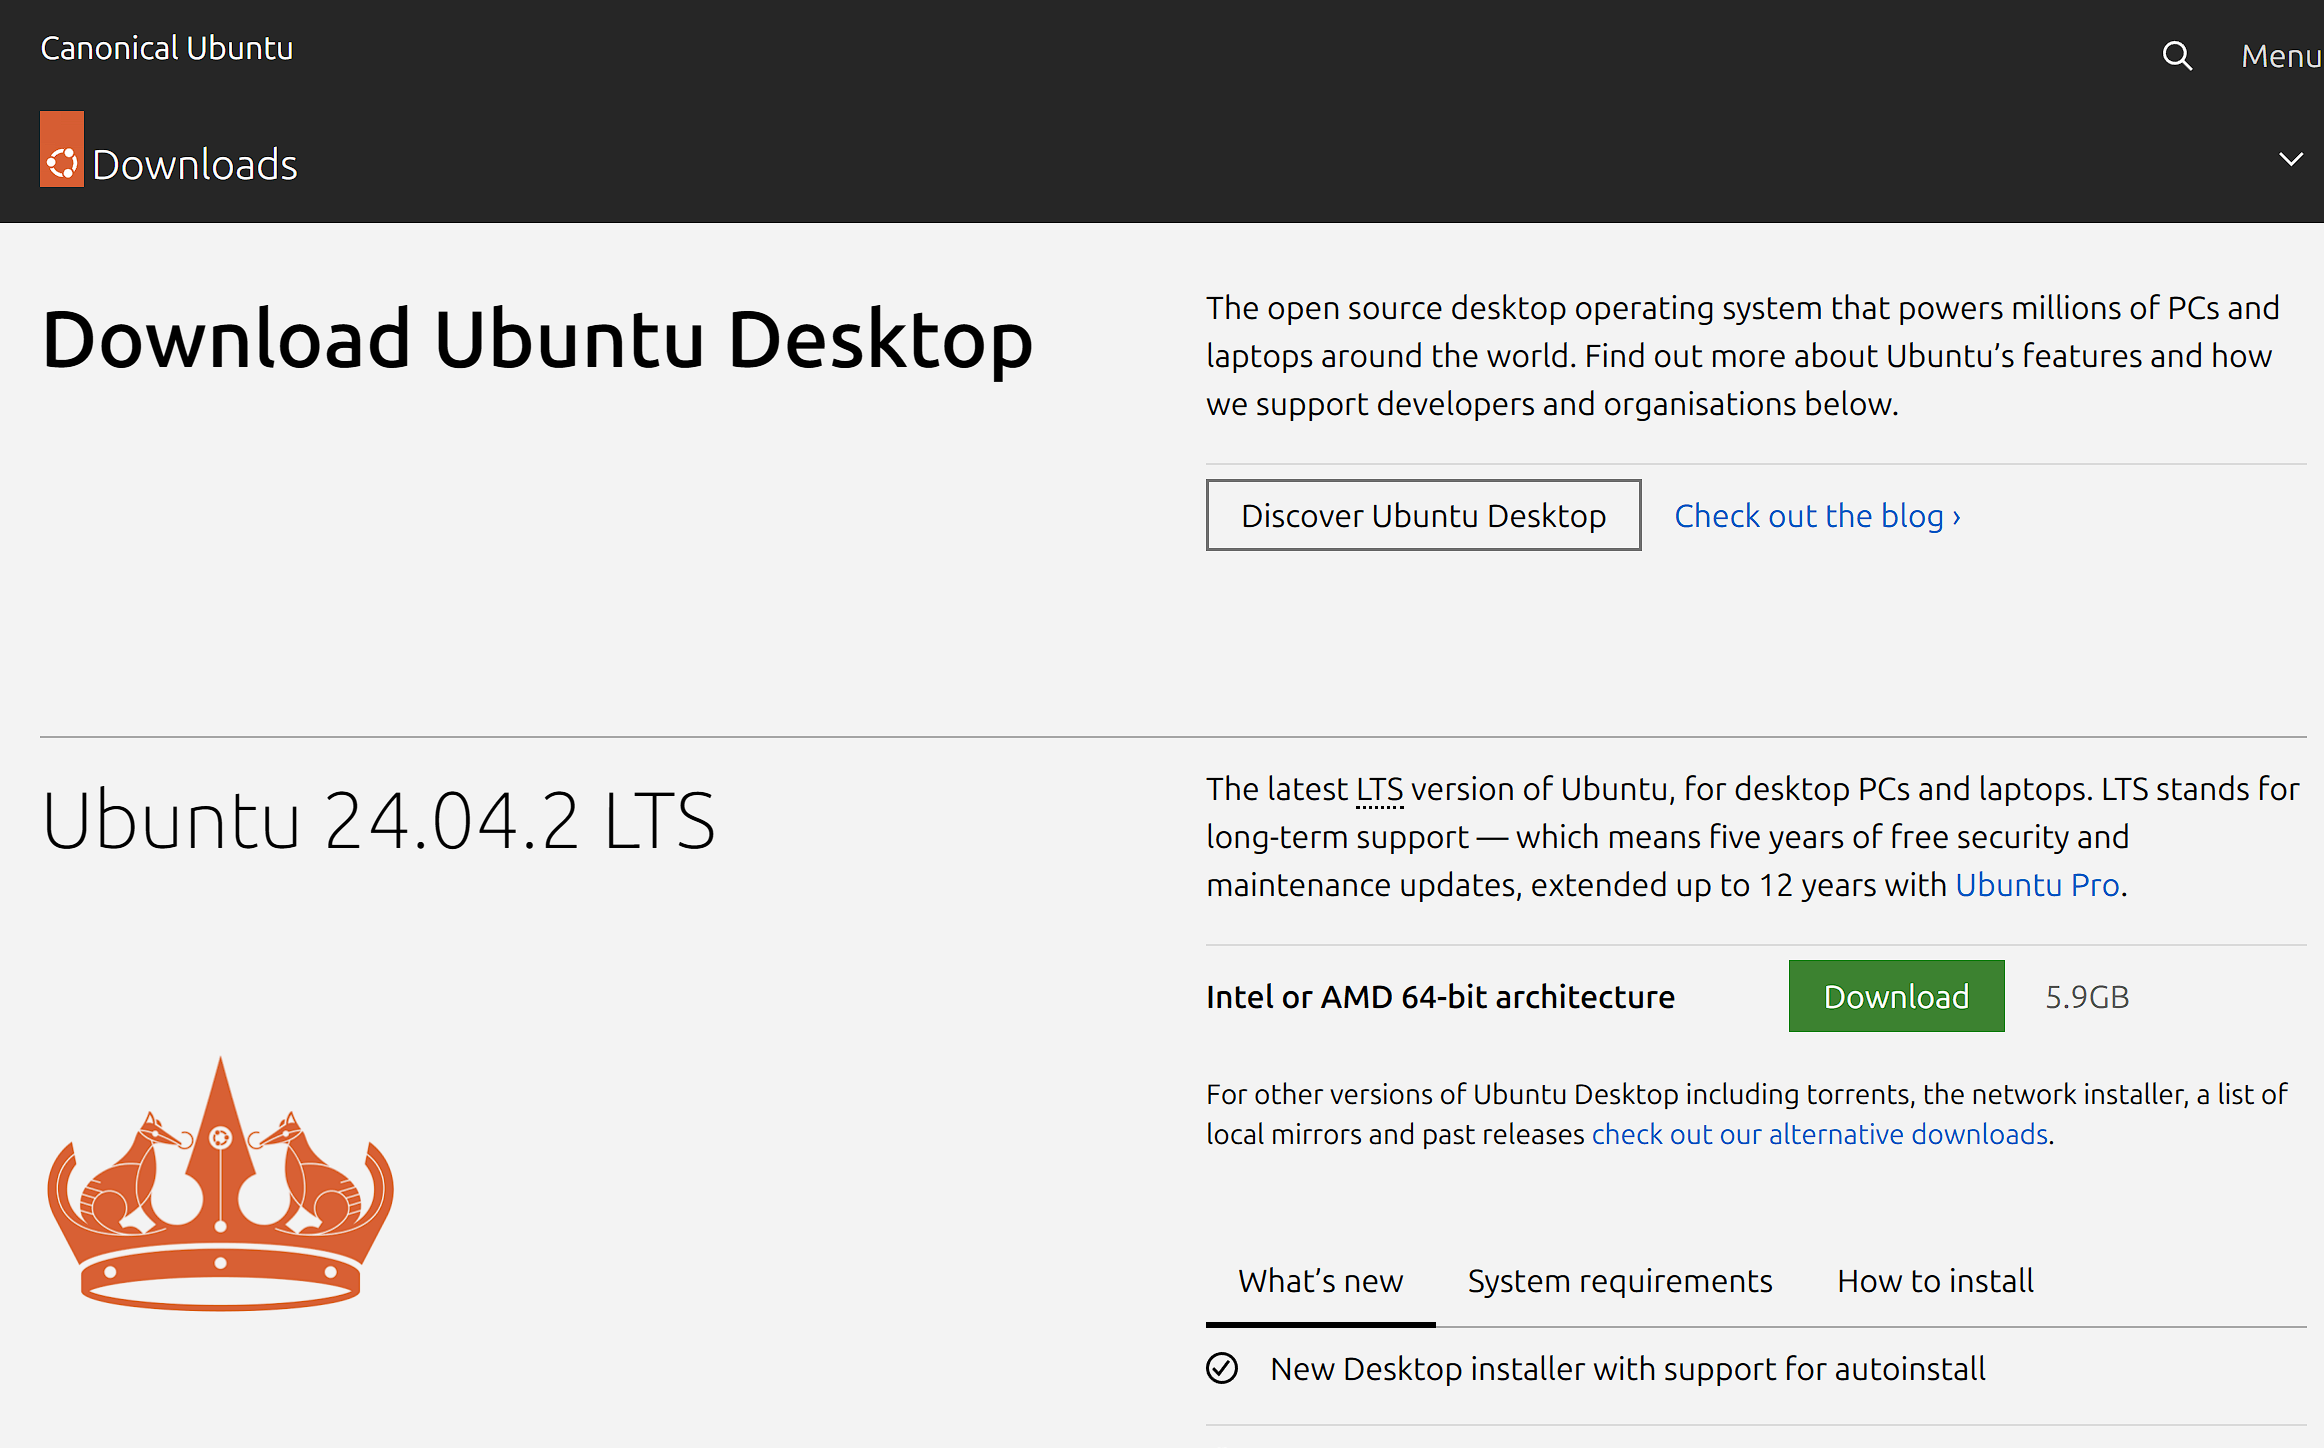 Canonical Ubuntu
Menu
Downloads
Download Ubuntu Desktop
The open source desktop operating system that powers millions of PCs and
laptops around the world. Find out more about Ubuntu’s features and how
we support developers and organisations below.
Discover Ubuntu Desktop
Check out the blog ›
Ubuntu 24.04.2 LTS
The latest LTS version of Ubuntu, for desktop PCs and laptops. LTS stands for
long-term support — which means five years of free security and
maintenance updates, extended up to 12 years with Ubuntu Pro.
Intel or AMD 64-bit architecture
Download
5.9GB
For other versions of Ubuntu Desktop including torrents, the network installer, a list of
local mirrors and past releases check out our alternative downloads.
What’s new
System requirements
How to install
New Desktop installer with support for autoinstall